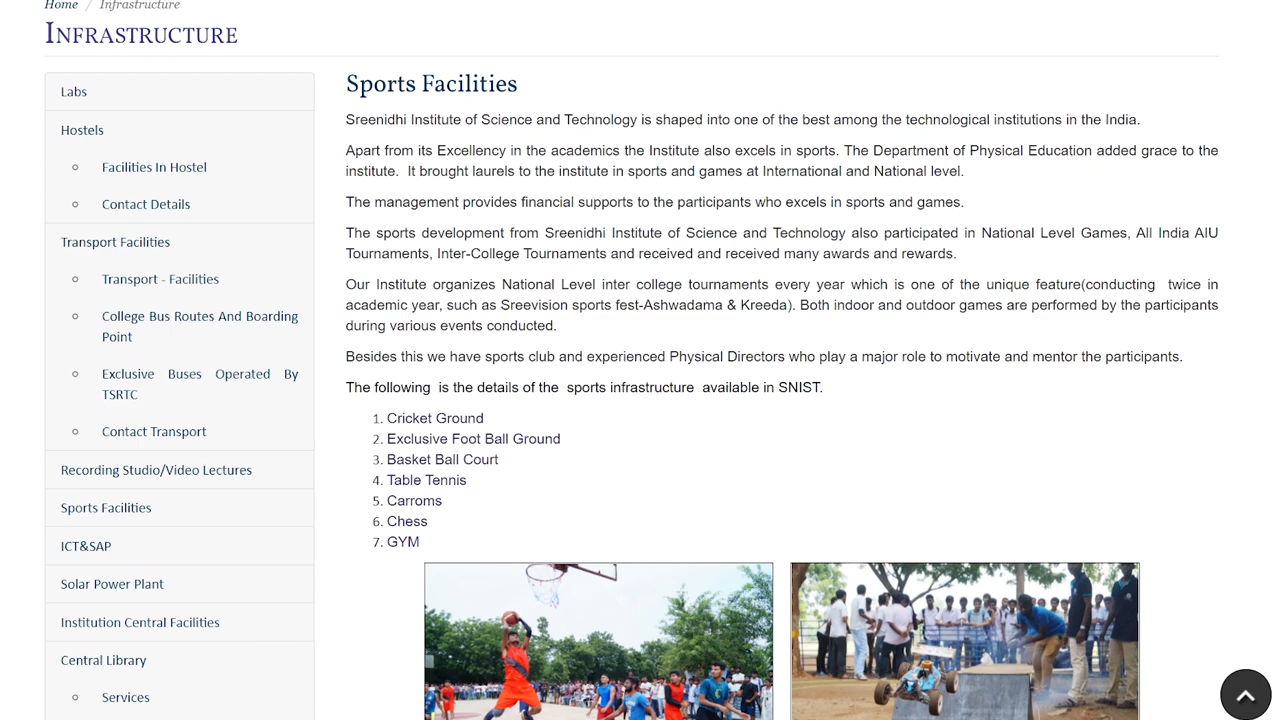 Home / Infrastructure
INFRASTRUCTURE
Labs
Hostels
Facilities In Hostel
Contact Details
Transport Facilities
Transport - Facilities
College Bus Routes And Boarding
Point
Exclusive Buses Operated By
TSRTC
Contact Transport
Recording Studio/Video Lectures
Sports Facilities
ICT&SAP
Solar Power Plant
Institution Central Facilities
Central Library
Services
Sports Facilities
Sreenidhi Institute of Science and Technology is shaped into one of the best among the technological institutions in the India.
Apart from its Excellency in the academics the Institute also excels in sports. The Department of Physical Education added grace to the
institute. It brought laurels to the institute in sports and games at International and National level.
The management provides financial supports to the participants who excels in sports and games.
The sports development from Sreenidhi Institute of Science and Technology also participated in National Level Games, All India AIU
Tournaments, Inter-College Tournaments and received and received many awards and rewards.
Our Institute organizes National Level inter college tournaments every year which is one of the unique feature(conducting twice in
academic year, such as Sreevision sports fest-Ashwadama & Kreeda). Both indoor and outdoor games are performed by the participants
during various events conducted.
Besides this we have sports club and experienced Physical Directors who play a major role to motivate and mentor the participants.
The following is the details of the sports infrastructure available in SNIST.
1. Cricket Ground
2. Exclusive Foot Ball Ground
3. Basket Ball Court
4. Table Tennis
5. Carroms
6. Chess
7. GYM